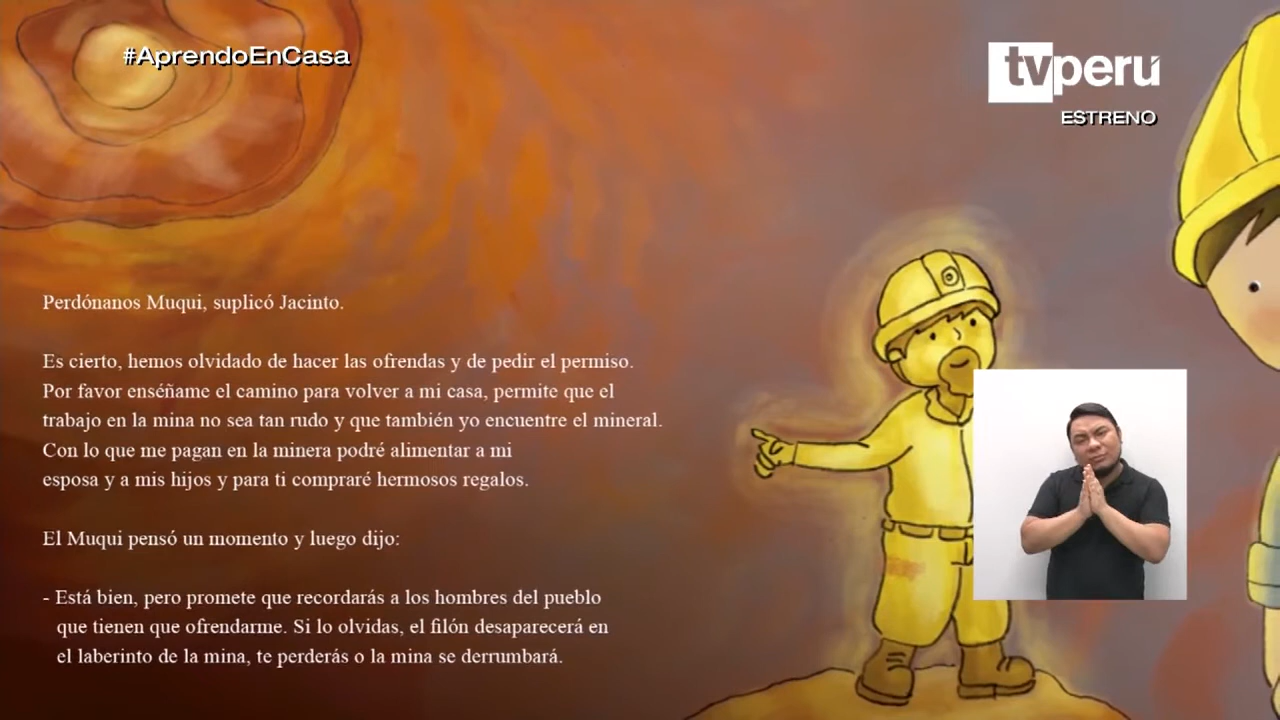 #AprendoEnCasa
tvperú
ESTRENO
Perdónanos Muqui, suplicó Jacinto.
Es cierto, hemos olvidado de hacer las ofrendas y de pedir el permiso.
Por favor enséñame el camino para volver a mi casa, permite que el
trabajo en la mina no sea tan rudo y que también yo encuentre el mineral.
Con lo que me pagan en la minera podré alimentar a mi
esposa y a mis hijos y para ti compraré hermosos regalos.
El Muqui pensó un momento y luego dijo:
- Está bien, pero promete que recordarás a los hombres del pueblo
que tienen que ofrendarme. Si lo olvidas, el filón desaparecerá en
el laberinto de la mina, te perderás o la mina se derrumbará.